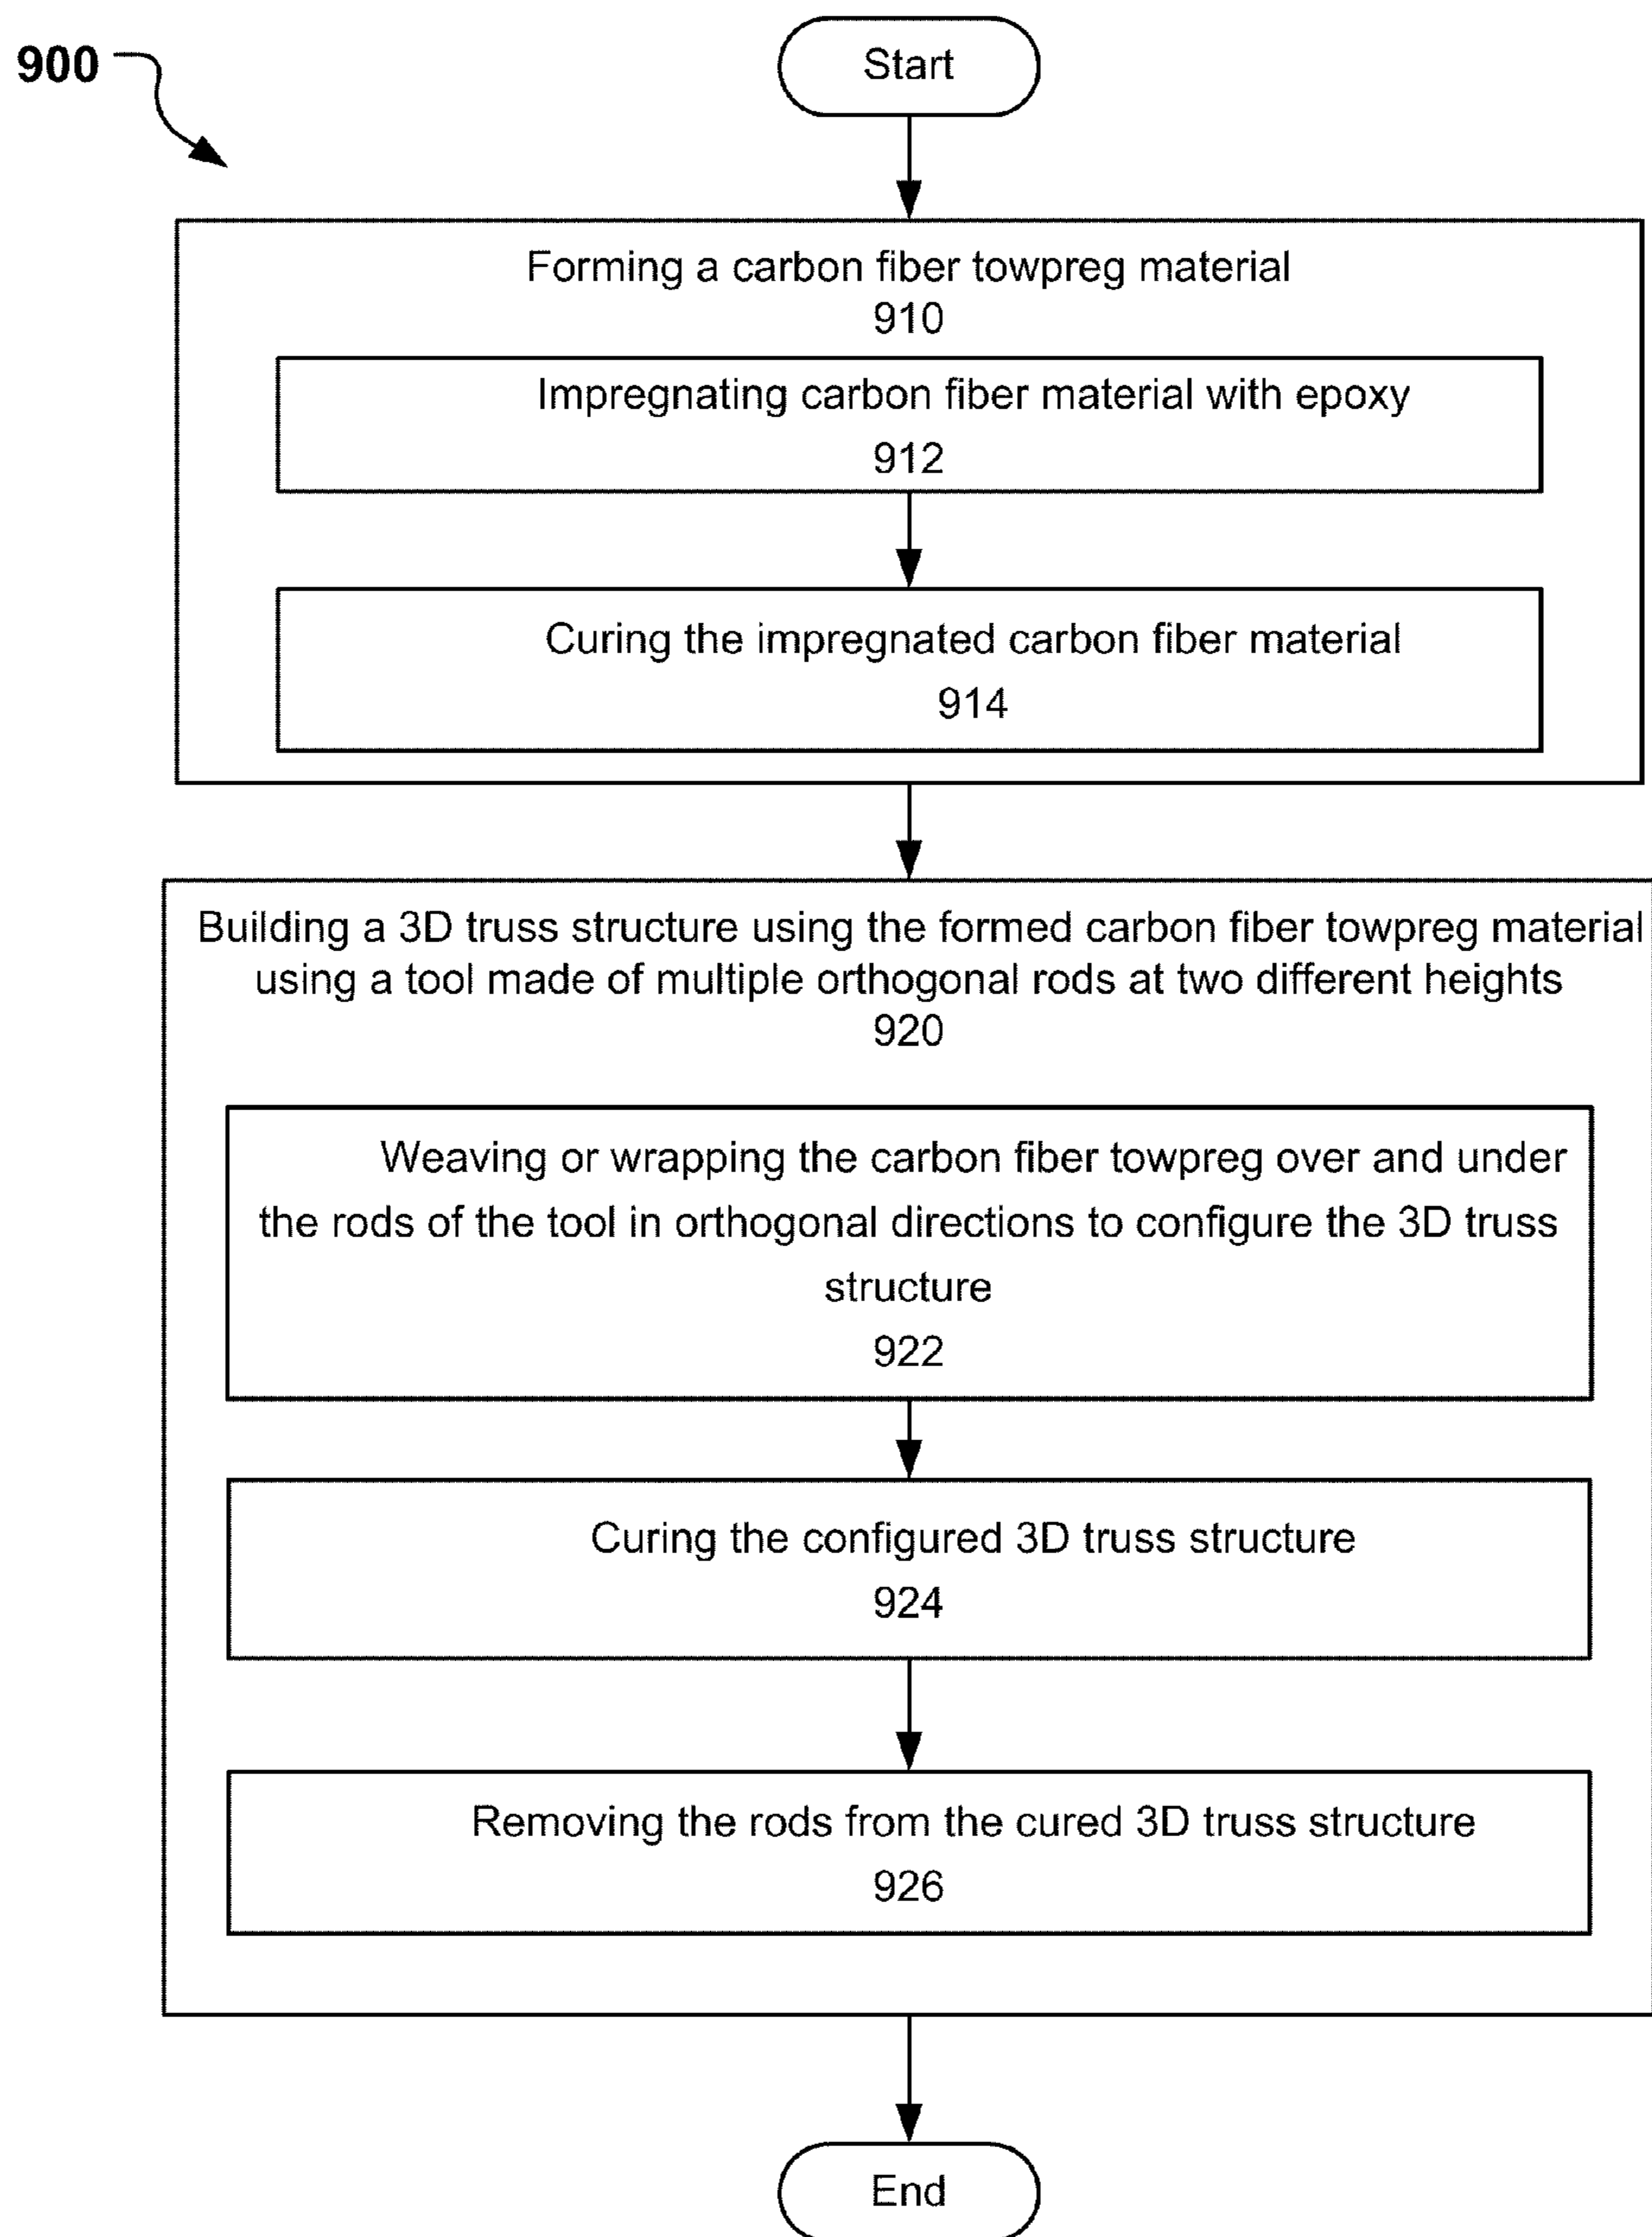 900
Start
Forming a carbon fiber towpreg material
910
Impregnating carbon fiber material with epoxy
912
Curing the impregnated carbon fiber material
914
Building a 3D truss structure using the formed carbon fiber towpreg material
using a tool made of multiple orthogonal rods at two different heights
920
Weaving or wrapping the carbon fiber towpreg over and under
the rods of the tool in orthogonal directions to configure the 3D truss
structure
922
Curing the configured 3D truss structure
924
Removing the rods from the cured 3D truss structure
926
End